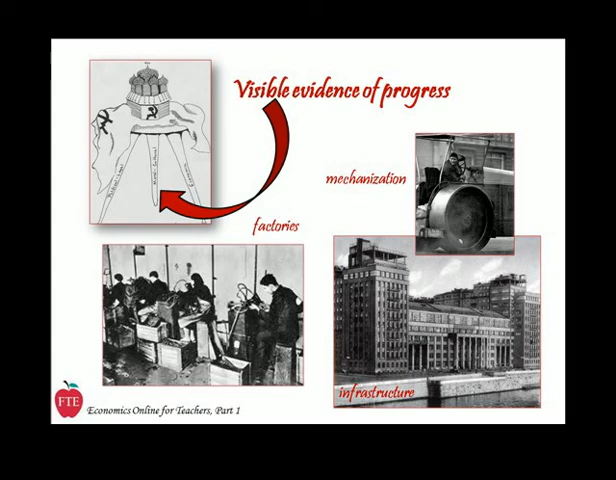 Visible evidence of progress
mechanization
factories
infrastructure
FTE
Economics Online for Teachers, Part 1